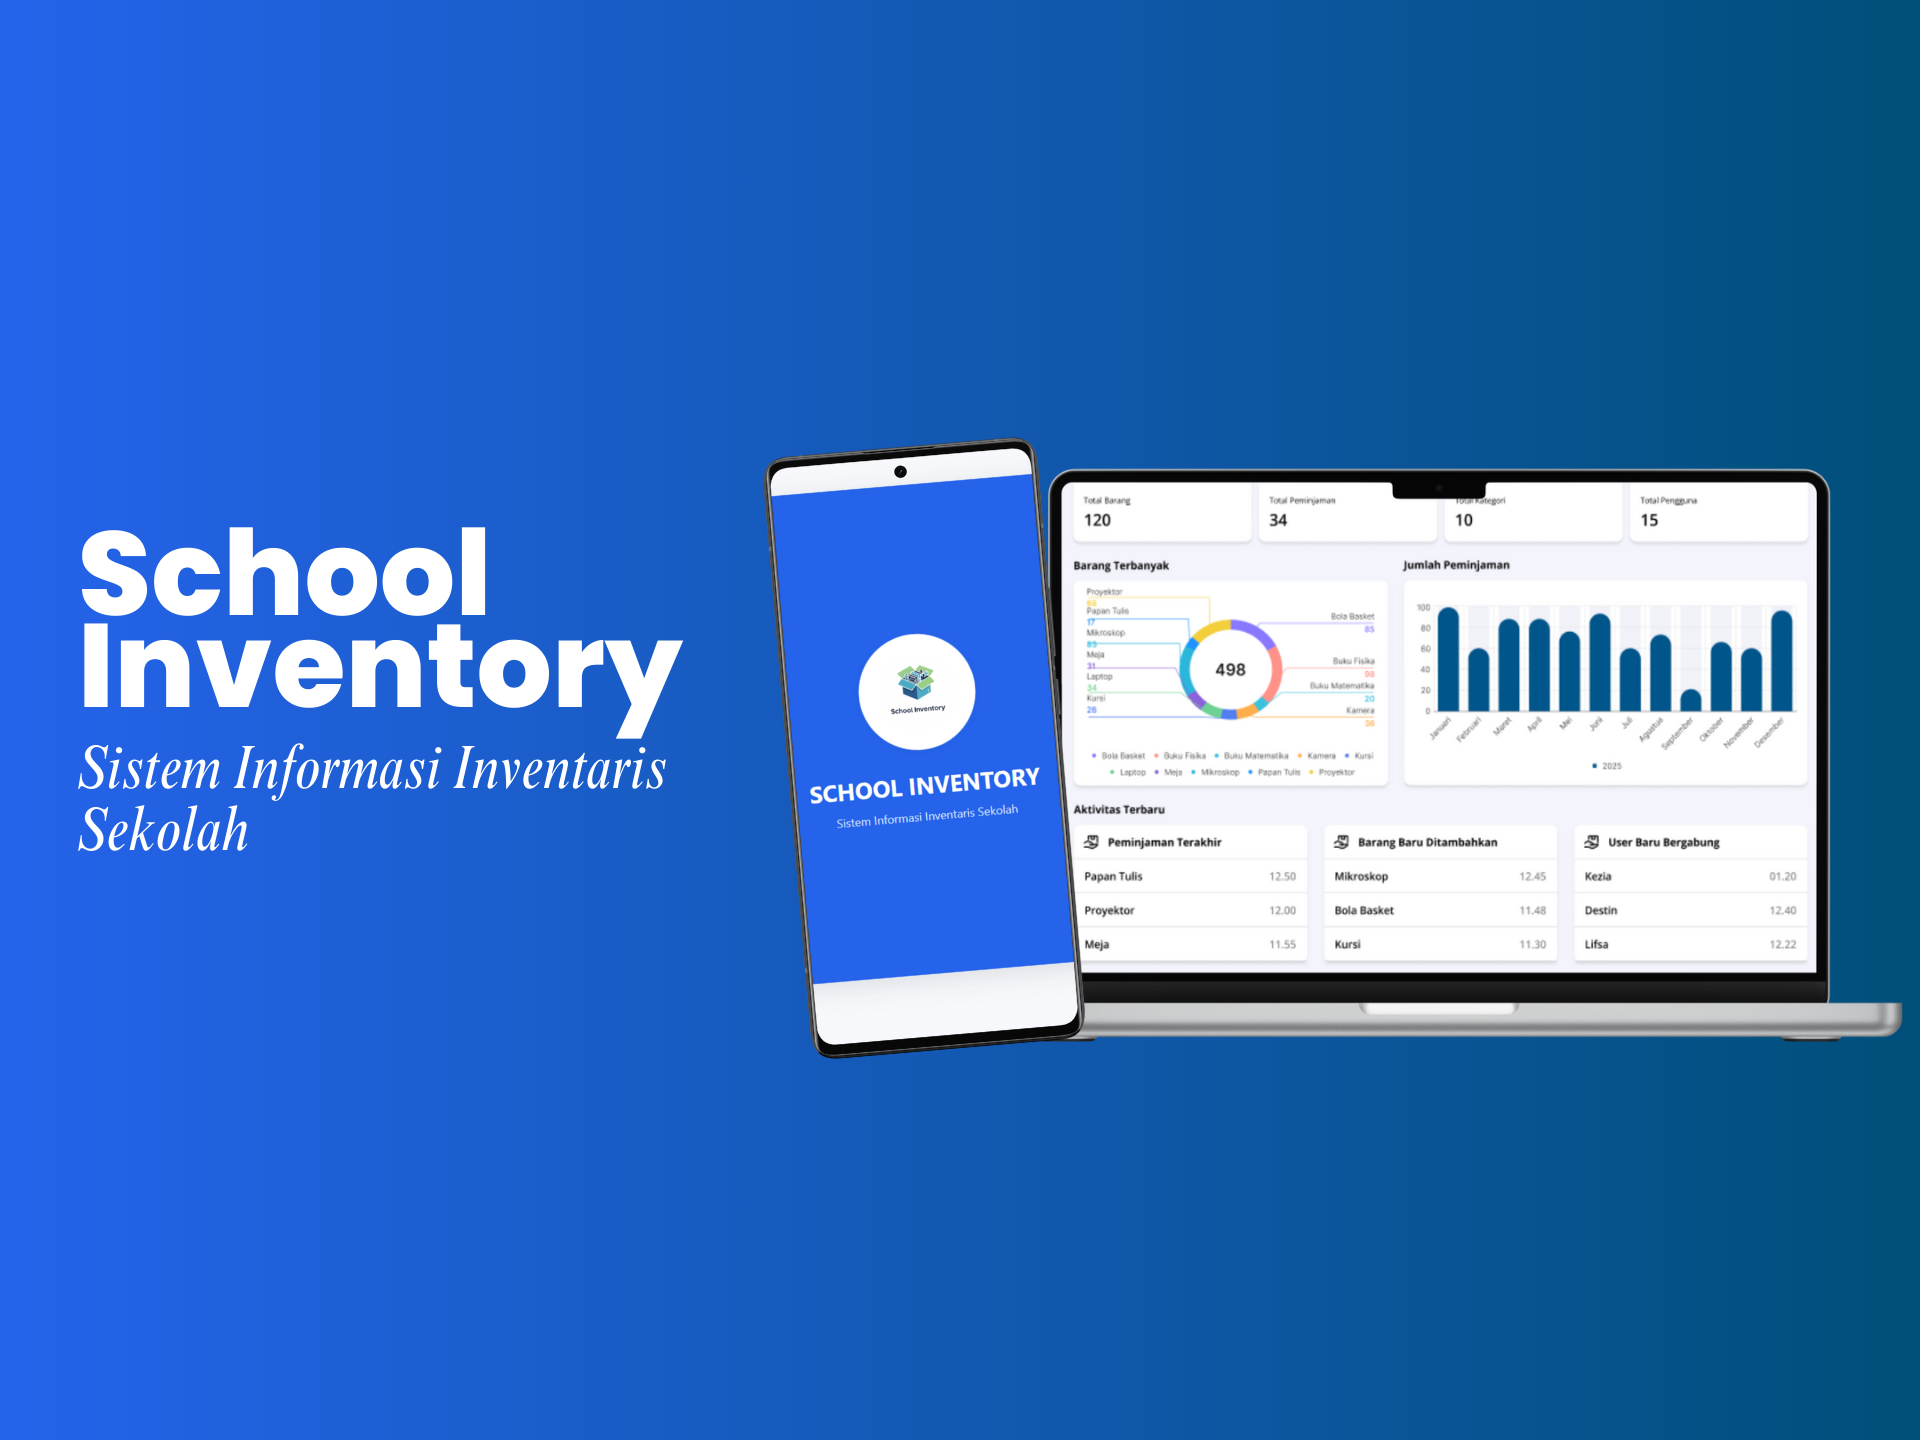 School
Inventory
Sistem Informasi Inventaris
Sekolah
School Inventory
SCHOOL INVENTORY
Sistem Informasi Inventaris Sekolah
Total Barang
120
Total Peminjaman
34
Total Kategori
10
Total Pengguna
15
Barang Terbanyak
Proyektor
68
Papan Tulis
17
Mikroskop
83
Meja
31
Laptop
34
Kursi
26
498
Bola Basket
85
Buku Fisika
98
Buku Matematika
20
Kamera
36
Bola Basket Buku Fisika Buku Matematika Kamera Kursi
Laptop Meja Mikroskop Papan Tulis Proyektor
Jumlah Peminjaman
100
80
60
40
20
0
Januari Februari Maret April Mei Juni Juli Agustus September Oktober November Desember
2025
Aktivitas Terbaru
Peminjaman Terakhir
Papan Tulis 12.50
Proyektor 12.00
Meja 11.55
Barang Baru Ditambahkan
Mikroskop 12.45
Bola Basket 11.48
Kursi 11.30
User Baru Bergabung
Kezia 01.20
Destin 12.40
Lifsa 12.22